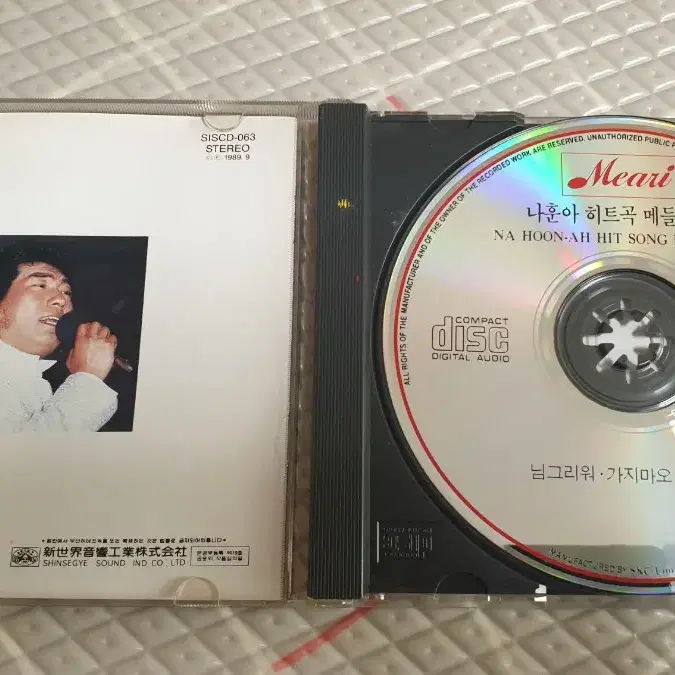 SISCD-063
STEREO
1989. 9
新世界音響工業株式会社
SHINSEGYE SOUND IND CO., LTD
ALL RIGHTS OF THE MANUFACTURER AND OF THE OWNER OF THE RECORDED WORK ARE RESERVED. UNAUTHORIZED PUBLIC
Meari
나훈아 히트곡 메들
NA HOON-AH HIT SONG
COMPACT
disc
DIGITAL AUDIO
님그리워·가지마오
MANUFACTURED BY SKC